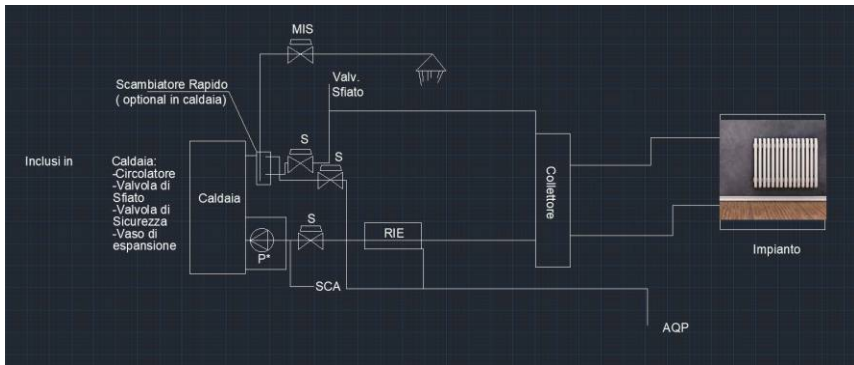 MIS
Valv.
Sfiato
Scambiatore Rapido
( optional in caldaia)
S
S
Inclusi in
Caldaia:
-Circolatore
-Valvola di
Sfiato
-Valvola di
Sicurezza
-Vaso di
espansione
Caldaia
Collettore
S
RIE
P*
SCA
Impianto
AQP